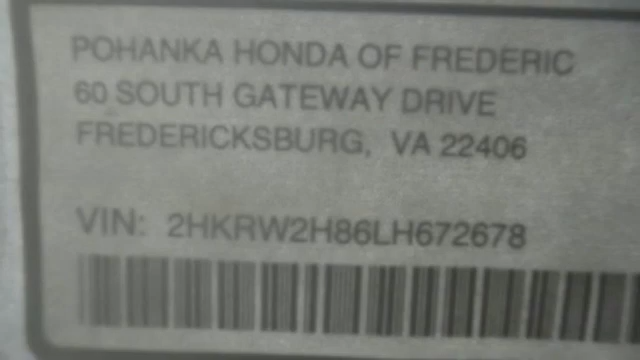 POHANKA HONDA OF FREDERIC
60 SOUTH GATEWAY DRIVE
FREDERICKSBURG, VA 22406
VIN: 2HKRW2H86LH672678